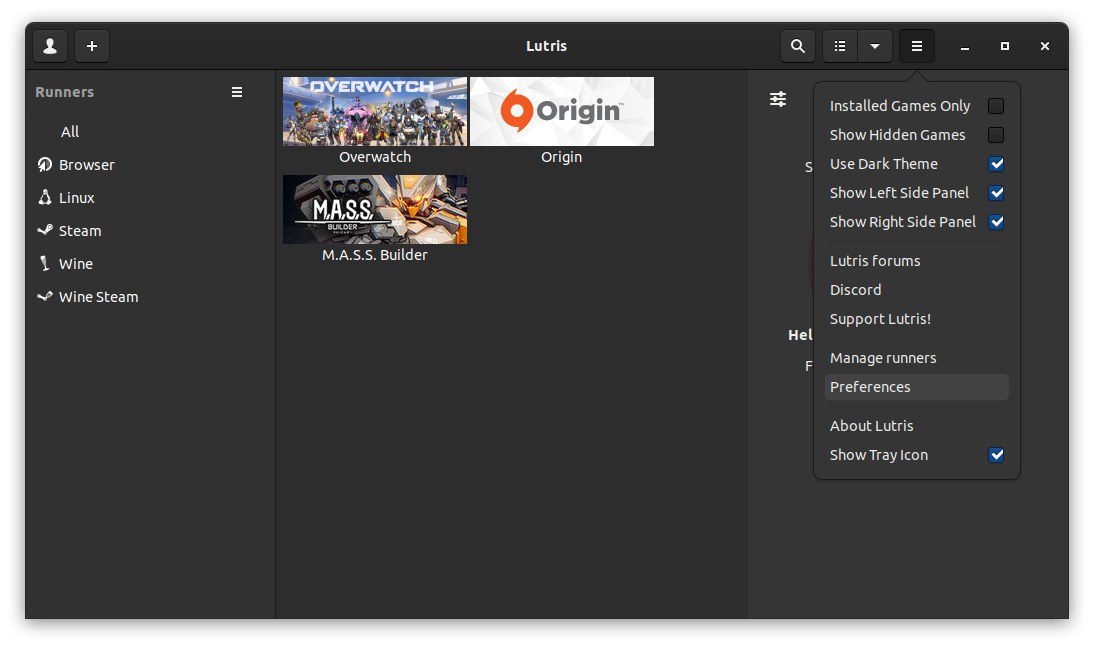 Lutris
Runners
All
Browser
Linux
Steam
Wine
Wine Steam
OVERWATCH
Overwatch
Origin™
Origin
M.A.S.S.
BUILDER
M.A.S.S. Builder
S
Hel
F
Installed Games Only
Show Hidden Games
Use Dark Theme
Show Left Side Panel
Show Right Side Panel
Lutris forums
Discord
Support Lutris!
Manage runners
Preferences
About Lutris
Show Tray Icon